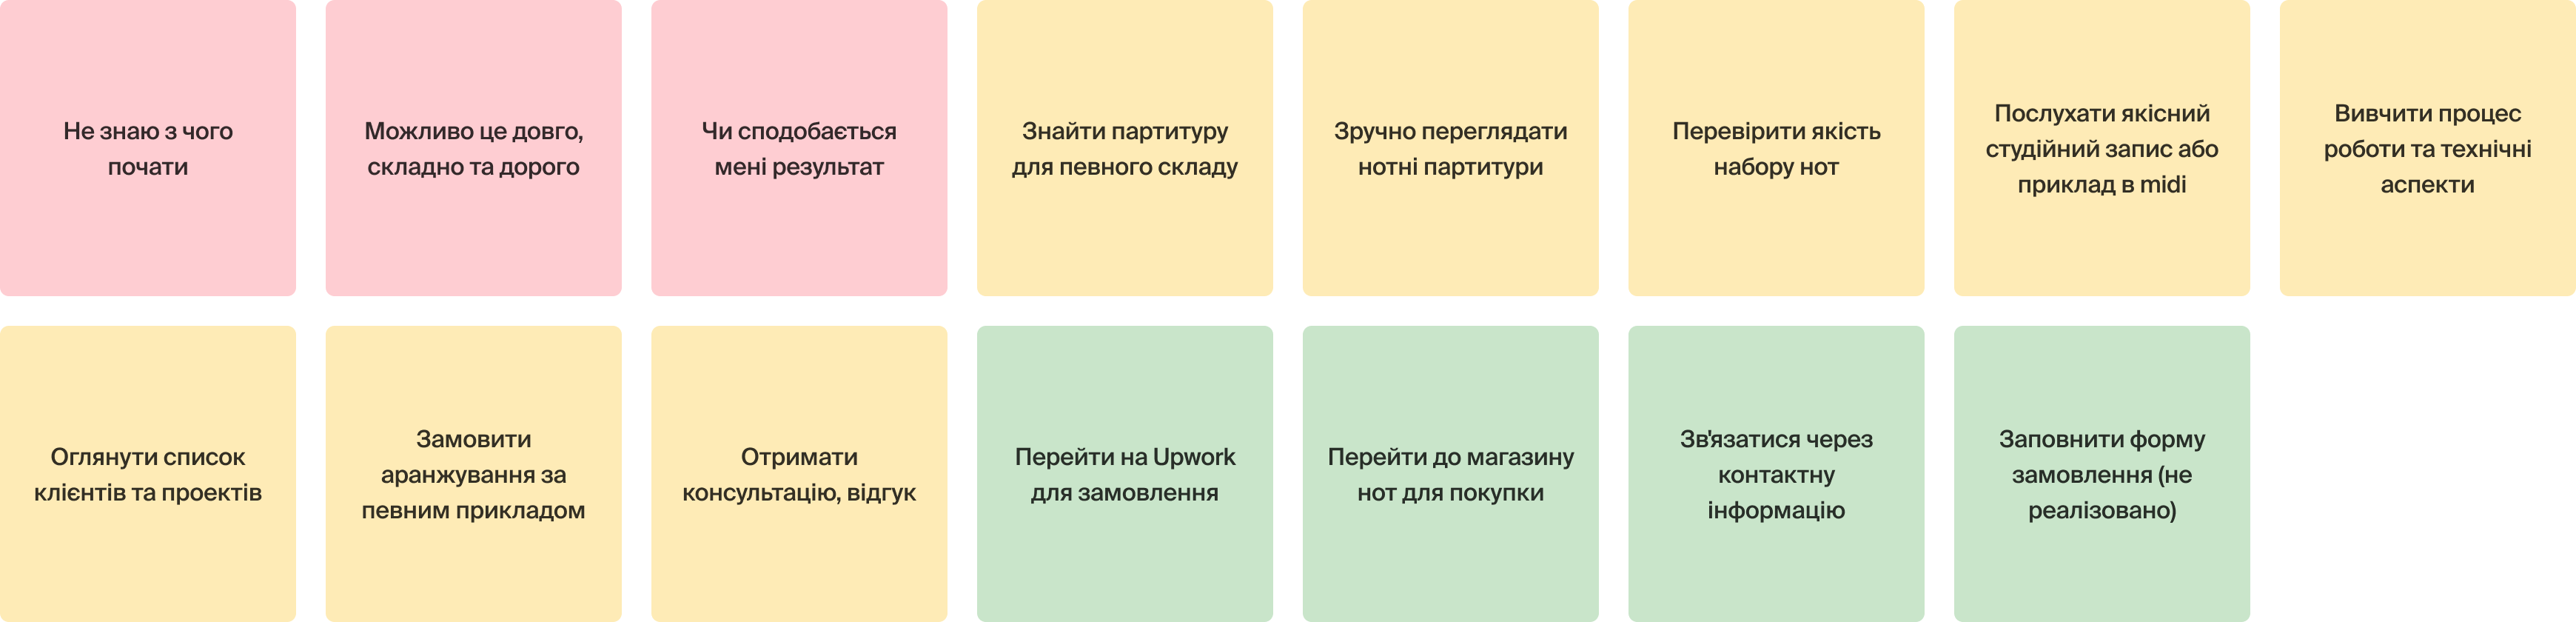 Не знаю з чого
почати
Можливо це довго,
складно та дорого
Чи сподобається
мені результат
Знайти партитуру
для певного складу
Зручно переглядати
нотні партитури
Перевірити якість
набору нот
Послухати якісний
студійний запис або
приклад в midi
Вивчити процес
роботи та технічні
аспекти
Оглянути список
клієнтів та проектів
Замовити
аранжування за
певним прикладом
Отримати
консультацію, відгук
Перейти на Upwork
для замовлення
Перейти до магазину
нот для покупки
Зв'язатися через
контактну
інформацію
Заповнити форму
замовлення (не
реалізовано)